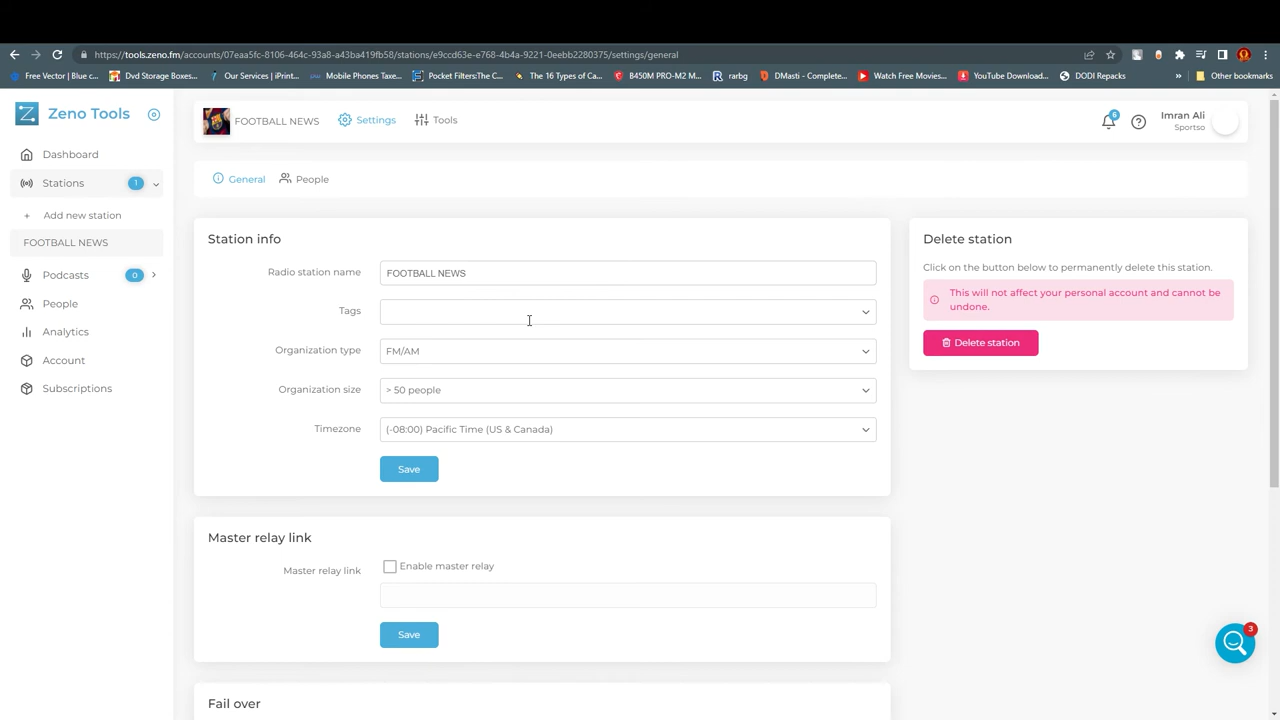 https://tools.zeno.fm/accounts/07eaa5fc-8106-464c-93a8-a43ba419fb58/stations/e9ccd63e-e768-4b4a-9221-0eebb2280375/settings/general
Free Vector | Blue c...
Dvd Storage Boxes...
Our Services | iPrint...
Mobile Phones Taxe...
Pocket Filters:The C...
The 16 Types of Ca...
B450M PRO-M2 M...
rarbg
DMasti - Complete...
Watch Free Movies...
YouTube Download...
DODI Repacks
»
Other bookmarks
Zeno Tools
FOOTBALL NEWS
Settings
Tools
6
Imran Ali
Sportso
Dashboard
Stations
1
+ Add new station
FOOTBALL NEWS
Podcasts
0
People
Analytics
Account
Subscriptions
General
People
Station info
Radio station name
FOOTBALL NEWS
Tags
Organization type
FM/AM
Organization size
> 50 people
Timezone
(-08:00) Pacific Time (US & Canada)
Save
Delete station
Click on the button below to permanently delete this station.
This will not affect your personal account and cannot be
undone.
Delete station
Master relay link
Master relay link
Enable master relay
Save
3
Fail over